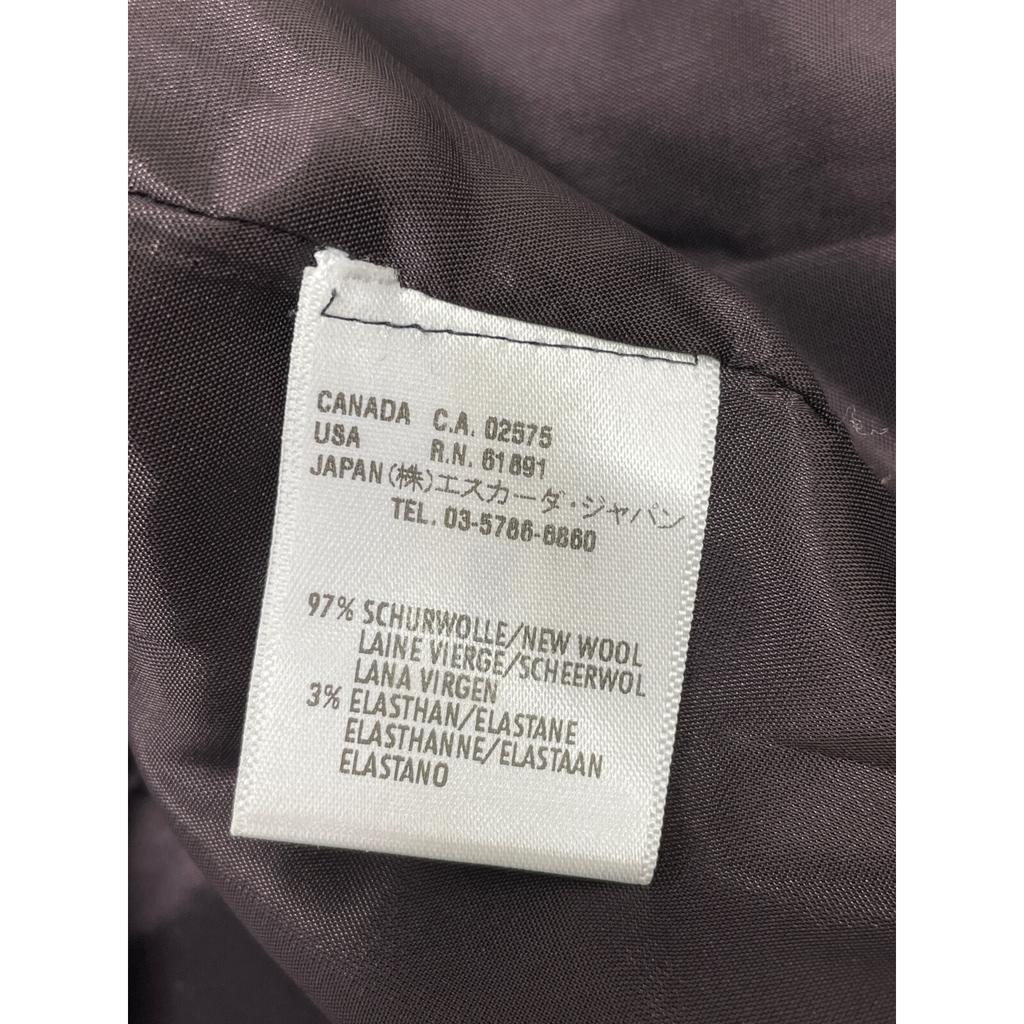 CANADA C.A. 02575
USA R.N. 61891
JAPAN (株)エスカーダ・ジャパン
TEL. 03-5786-6860
97% SCHURWOLLE/NEW WOOL
LAINE VIERGE/SCHEERWOL
LANA VIRGEN
3% ELASTHAN/ELASTANE
ELASTHANNE/ELASTAAN
ELASTANO